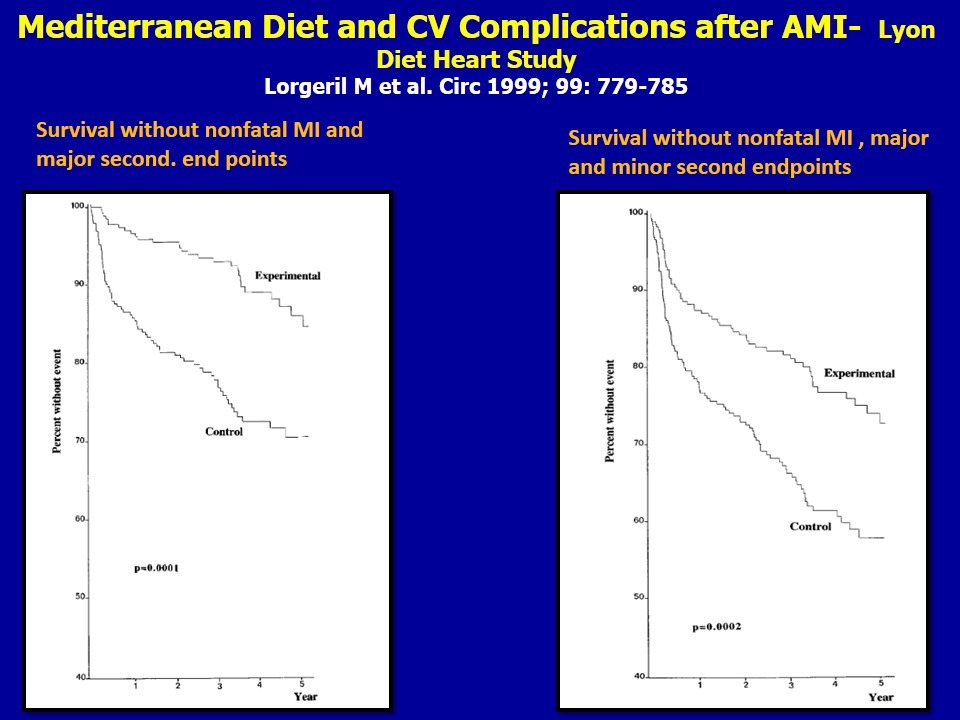 Mediterranean Diet and CV Complications after AMI- Lyon
Diet Heart Study
Lorgeril M et al. Circ 1999; 99: 779-785
Survival without nonfatal MI and
major second. end points
Survival without nonfatal MI , major
and minor second endpoints
Percent without event
100
90
80
70
60
50
40
Experimental
Control
p=0.0001
1 2 3 4 5
Year
Percent without event
100
90
80
70
60
50
40
Experimental
Control
p=0.0002
1 2 3 4 5
Year